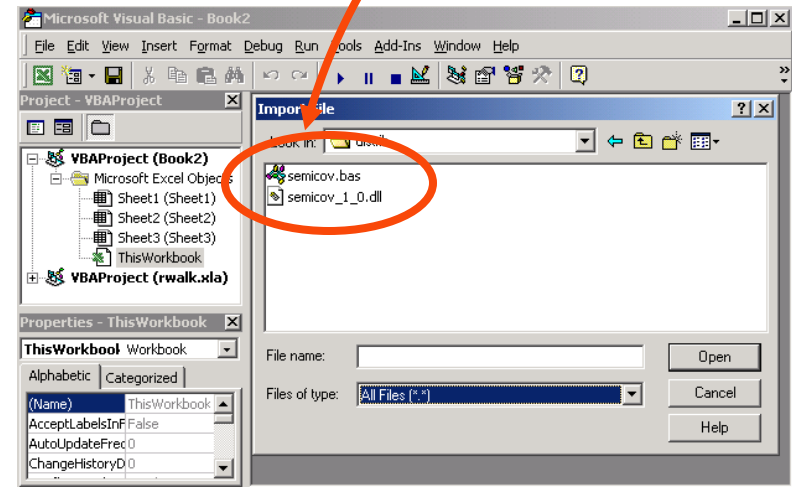 Microsoft Visual Basic - Book2
File Edit View Insert Format Debug Run Tools Add-Ins Window Help
Project - VBAProject
VBAProject (Book2)
Microsoft Excel Objects
Sheet1 (Sheet1)
Sheet2 (Sheet2)
Sheet3 (Sheet3)
ThisWorkbook
VBAProject (rwalk.xla)
Properties - ThisWorkbook
ThisWorkbook Workbook
Alphabetic Categorized
(Name) ThisWorkbook
AcceptLabelsInF False
AutoUpdateFreq 0
ChangeHistoryD 0
Import File
Look in:
semicov.bas
semicov_1_0.dll
File name:
Open
Files of type: All Files (*.*)
Cancel
Help